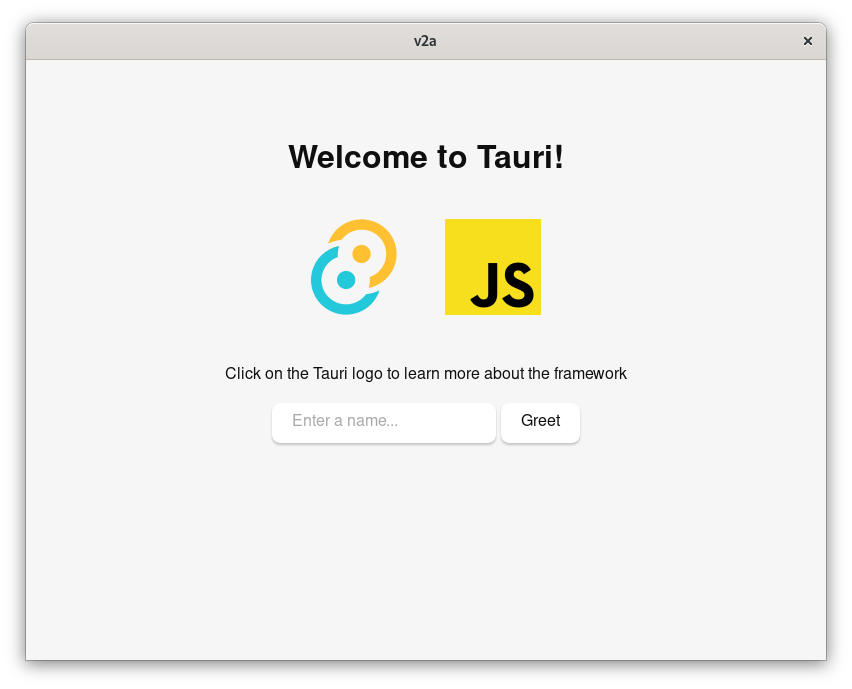 v2a
Welcome to Tauri!
JS
Click on the Tauri logo to learn more about the framework
Enter a name...
Greet